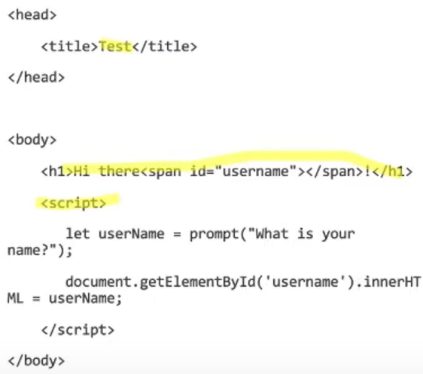 <head>
<title>Test</title>
</head>
<body>
<h1>Hi there<span id="username"></span>!</h1>
<script>
let userName = prompt("What is your
name?");
document.getElementById('username').innerHT
ML = userName;
</script>
</body>